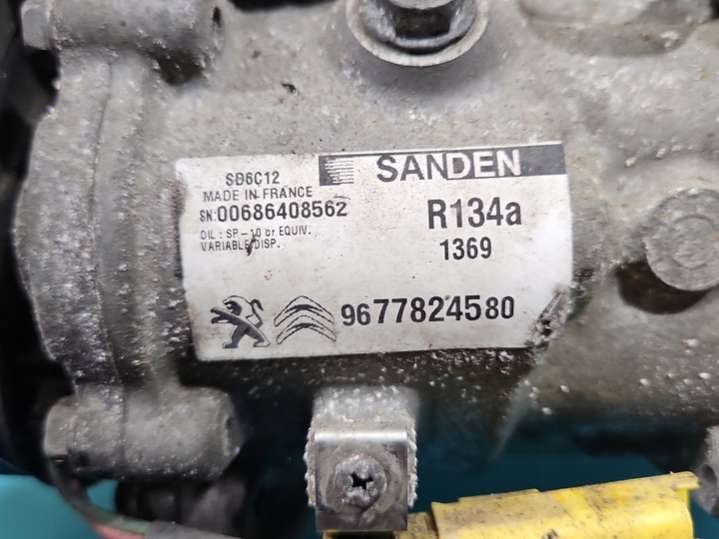 SD6C12
MADE IN FRANCE
SN:00686408562
OIL : SP-10 or EQUIV.
VARIABLE DISP.
SANDEN
R134a
1369
9677824580